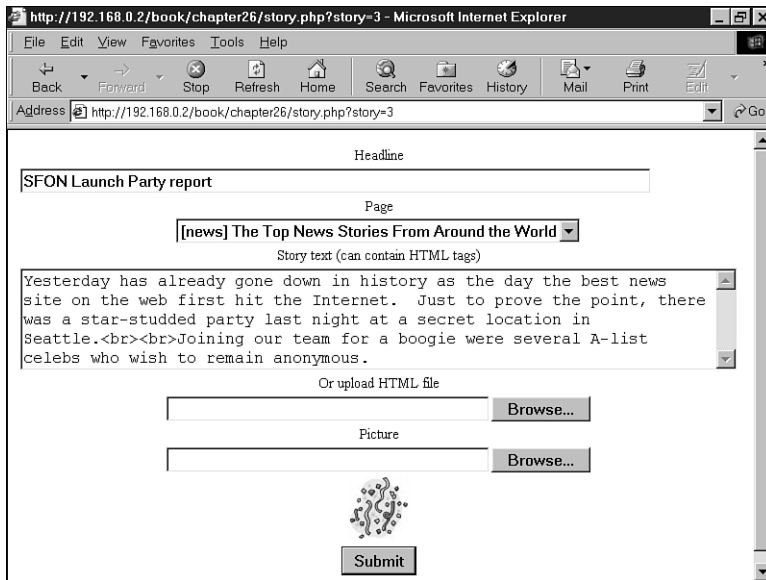 http://192.168.0.2/book/chapter26/story.php?story=3 - Microsoft Internet Explorer
File Edit View Favorites Tools Help
Back Forward Stop Refresh Home Search Favorites History Mail Print Edit
Address http://192.168.0.2/book/chapter26/story.php?story=3 Go
Headline
SFON Launch Party report
Page
[news] The Top News Stories From Around the World
Story text (can contain HTML tags)
Yesterday has already gone down in history as the day the best news
site on the web first hit the Internet.  Just to prove the point, there
was a star-studded party last night at a secret location in
Seattle.<br><br>Joining our team for a boogie were several A-list
celebs who wish to remain anonymous.
Or upload HTML file
Browse...
Picture
Browse...
Submit